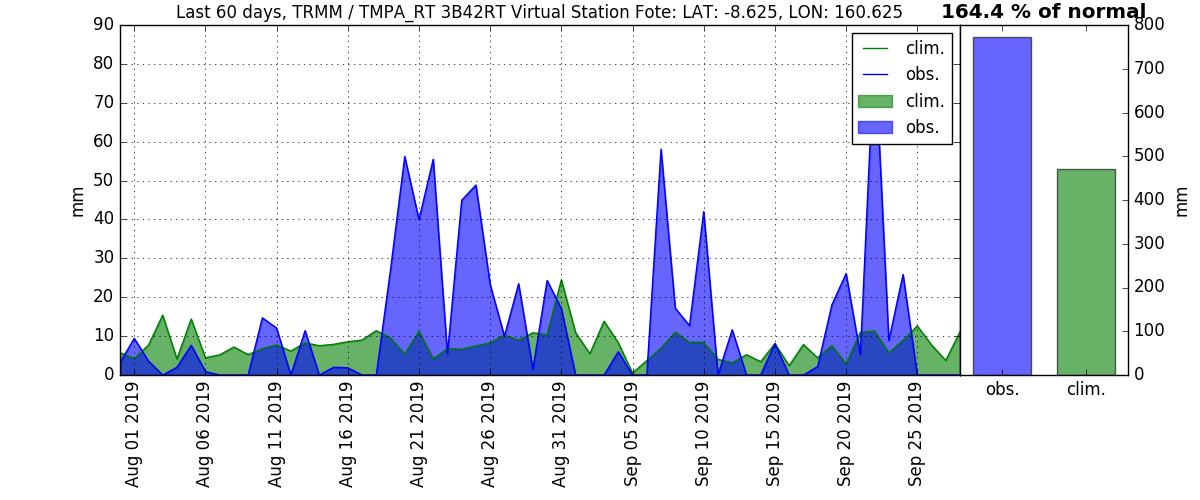 Last 60 days, TRMM / TMPA_RT 3B42RT Virtual Station Fote: LAT: -8.625, LON: 160.625
164.4 % of normal
90
80
70
60
50
40
30
20
10
0
mm
clim.
obs.
clim.
obs.
Aug 01 2019
Aug 06 2019
Aug 11 2019
Aug 16 2019
Aug 21 2019
Aug 26 2019
Aug 31 2019
Sep 05 2019
Sep 10 2019
Sep 15 2019
Sep 20 2019
Sep 25 2019
800
700
600
500
400
300
200
100
0
mm
obs.
clim.